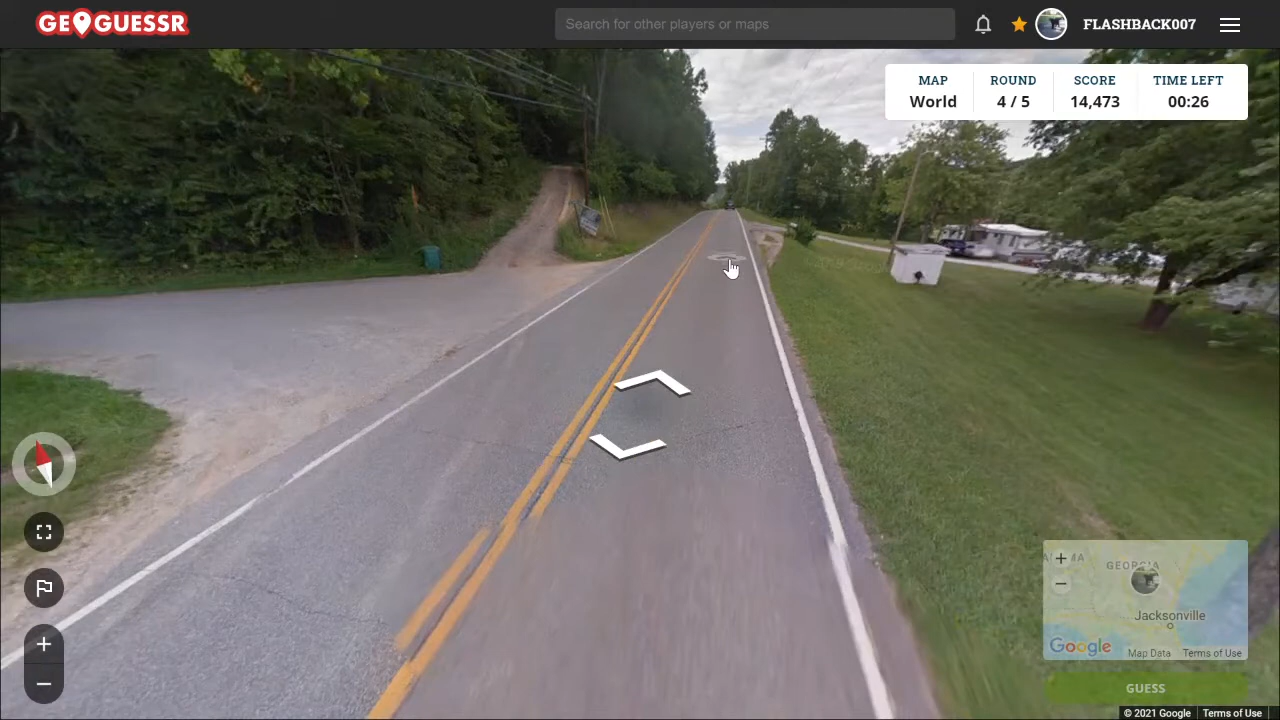 GEOGUESSR
Search for other players or maps
FLASHBACK007
MAP
World
ROUND
4 / 5
SCORE
14,473
TIME LEFT
00:26
GEORGIA
Jacksonville
Google
Map Data
Terms of Use
GUESS
© 2021 Google
Terms of Use